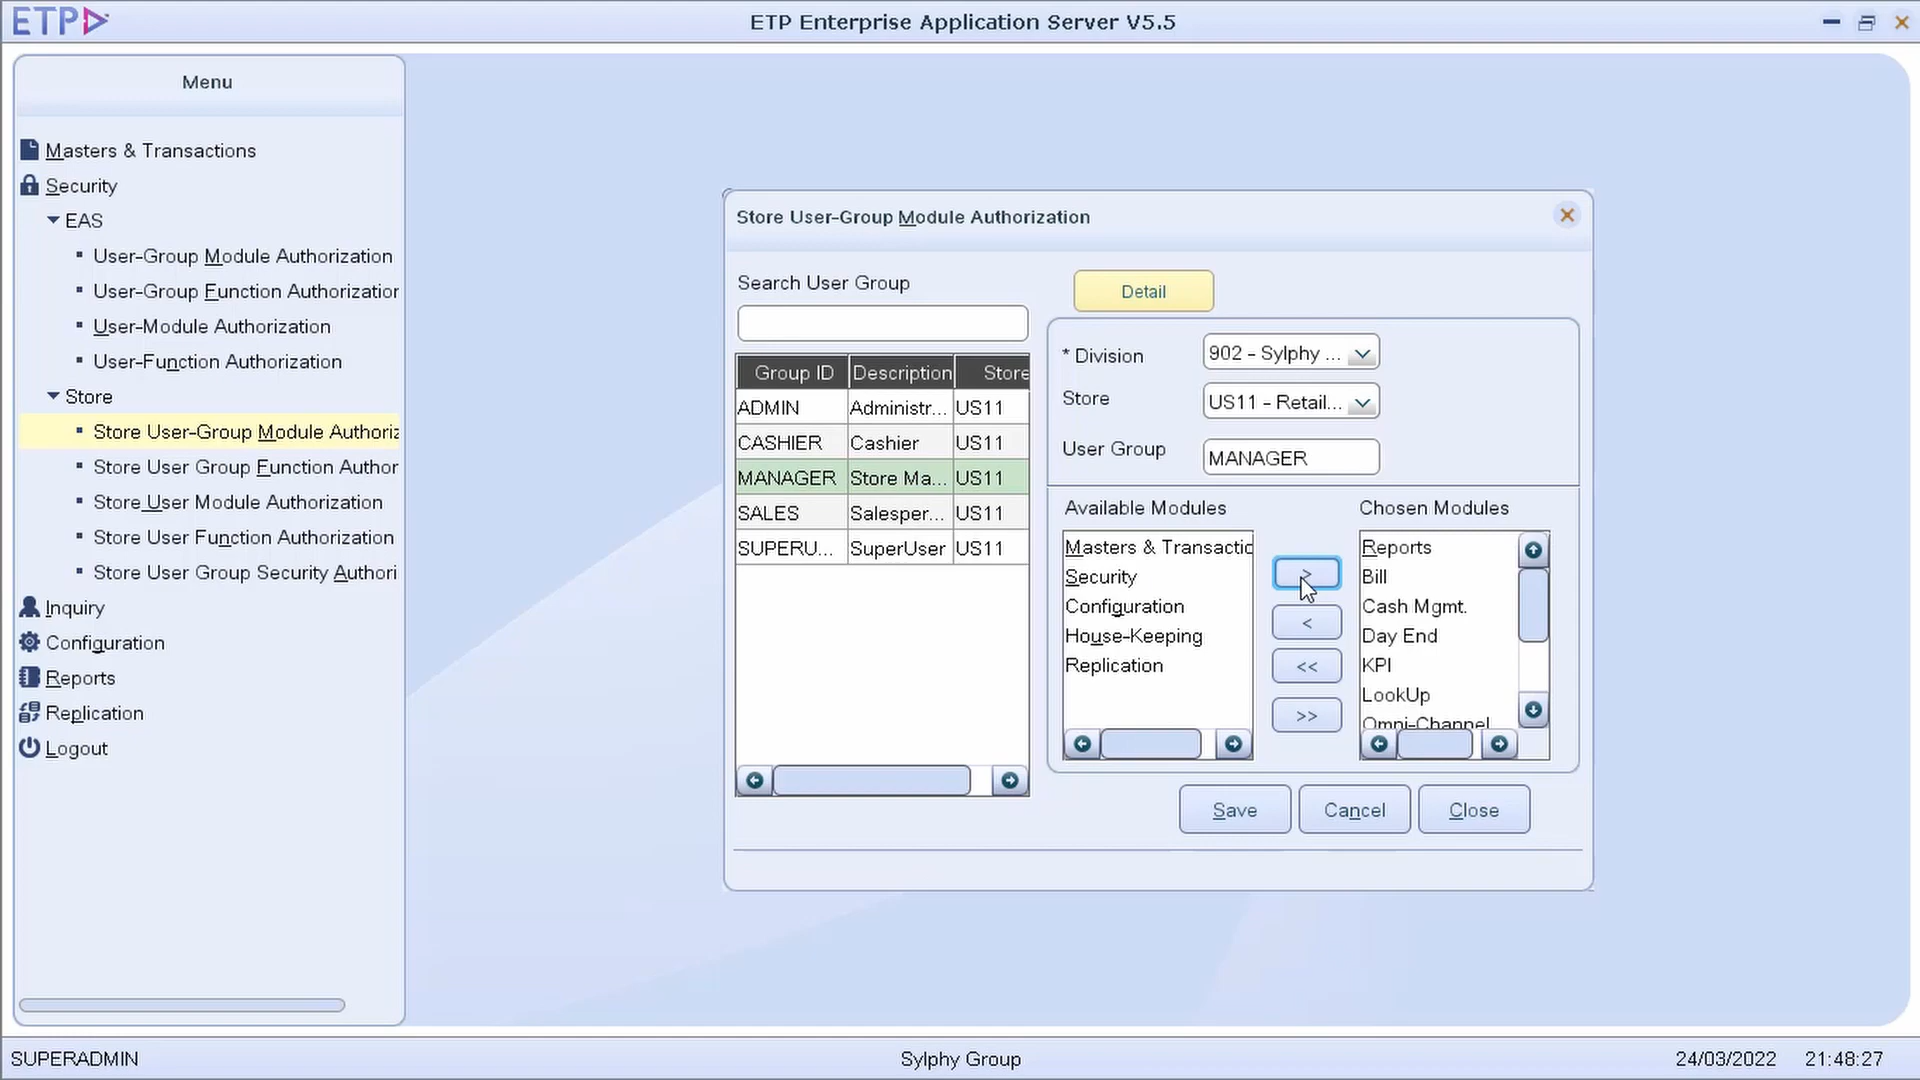 ETP
ETP Enterprise Application Server V5.5
Menu
Masters & Transactions
Security
EAS
User-Group Module Authorization
User-Group Function Authorization
User-Module Authorization
User-Function Authorization
Store
Store User-Group Module Authoriz
Store User Group Function Author
Store User Module Authorization
Store User Function Authorization
Store User Group Security Authori
Inquiry
Configuration
Reports
Replication
Logout
Store User-Group Module Authorization
Search User Group
Group ID Description Store
ADMIN Administr... US11
CASHIER Cashier US11
MANAGER Store Ma... US11
SALES Salesper... US11
SUPERU... SuperUser US11
Detail
* Division 902 - Sylphy ...
Store US11 - Retail...
User Group MANAGER
Available Modules
Masters & Transactio
Security
Configuration
House-Keeping
Replication
>
<
<<
>>
Chosen Modules
Reports
Bill
Cash Mgmt.
Day End
KPI
LookUp
Omni-Channel
Save Cancel Close
SUPERADMIN Sylphy Group 24/03/2022 21:48:27